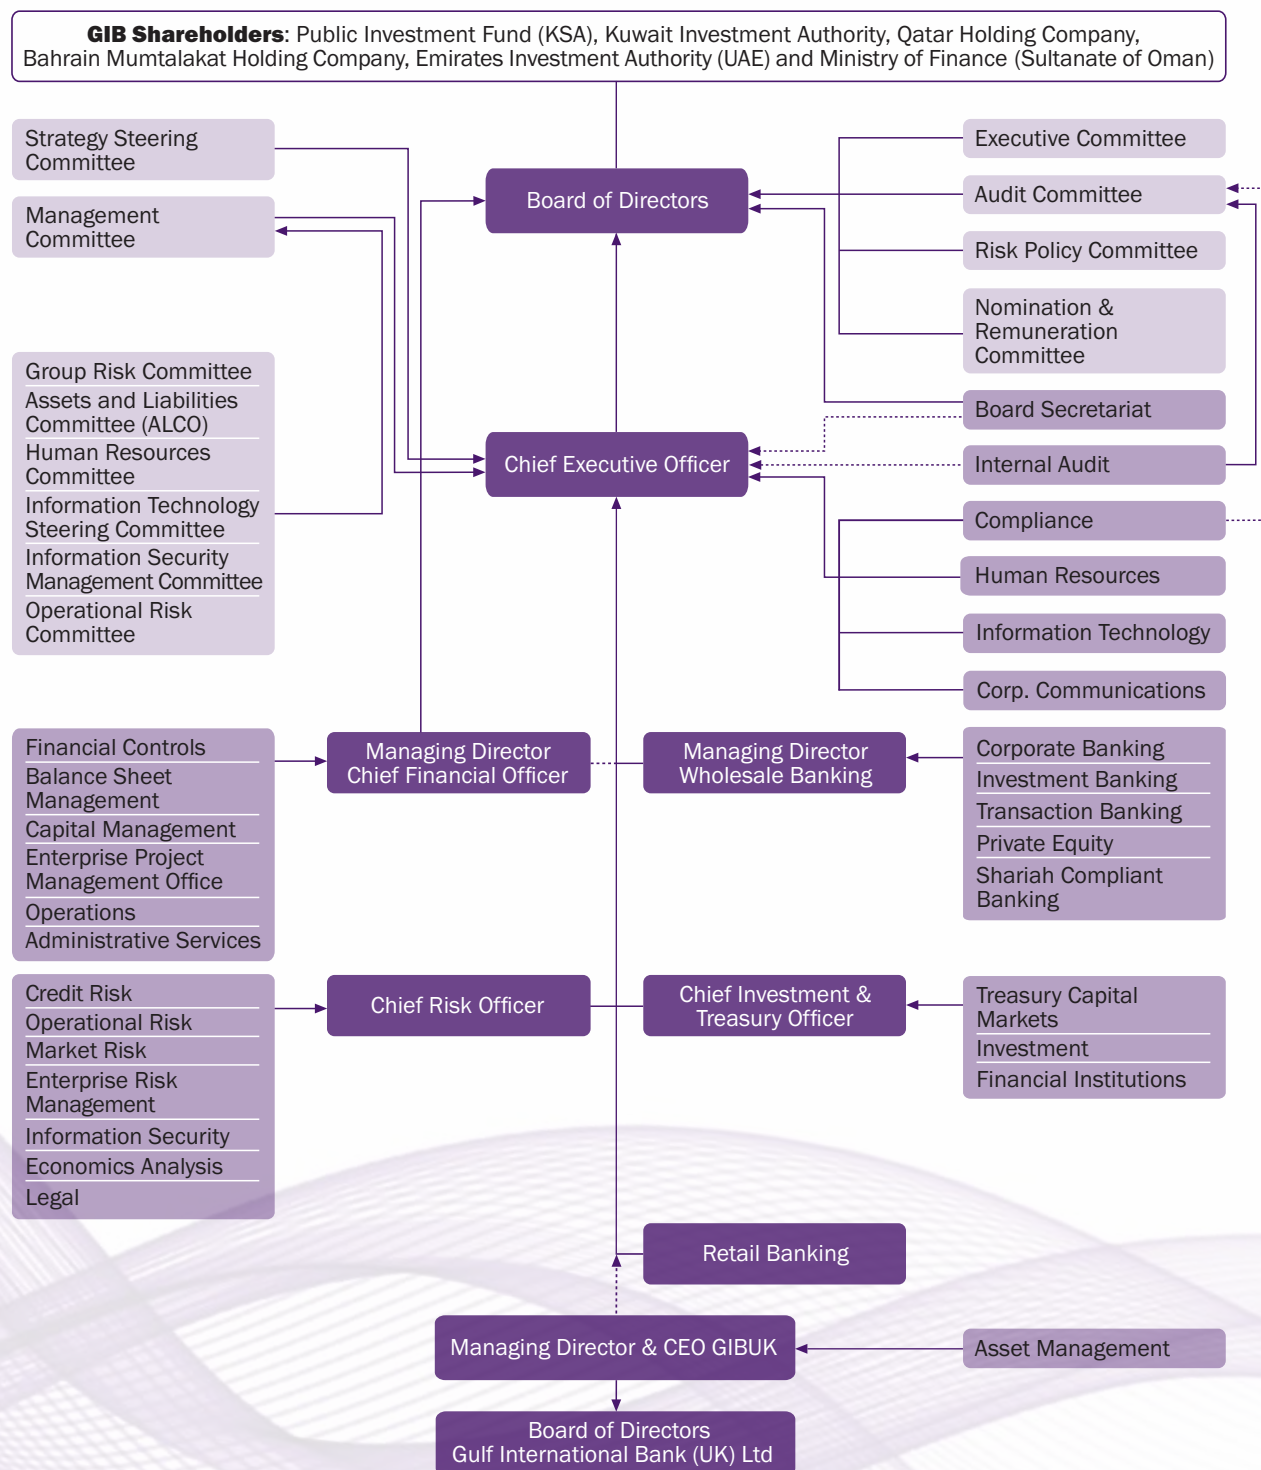 GIB Shareholders: Public Investment Fund (KSA), Kuwait Investment Authority, Qatar Holding Company,
Bahrain Mumtalakat Holding Company, Emirates Investment Authority (UAE) and Ministry of Finance (Sultanate of Oman)
Strategy Steering
Committee
Management
Committee
Board of Directors
Executive Committee
Audit Committee
Risk Policy Committee
Nomination &
Remuneration
Committee
Group Risk Committee
Assets and Liabilities
Committee (ALCO)
Human Resources
Committee
Information Technology
Steering Committee
Information Security
Management Committee
Operational Risk
Committee
Chief Executive Officer
Board Secretariat
Internal Audit
Compliance
Human Resources
Information Technology
Corp. Communications
Financial Controls
Balance Sheet
Management
Capital Management
Enterprise Project
Management Office
Operations
Administrative Services
Managing Director
Chief Financial Officer
Managing Director
Wholesale Banking
Corporate Banking
Investment Banking
Transaction Banking
Private Equity
Shariah Compliant
Banking
Credit Risk
Operational Risk
Market Risk
Enterprise Risk
Management
Information Security
Economics Analysis
Legal
Chief Risk Officer
Chief Investment &
Treasury Officer
Treasury Capital
Markets
Investment
Financial Institutions
Retail Banking
Managing Director & CEO GIBUK
Asset Management
Board of Directors
Gulf International Bank (UK) Ltd